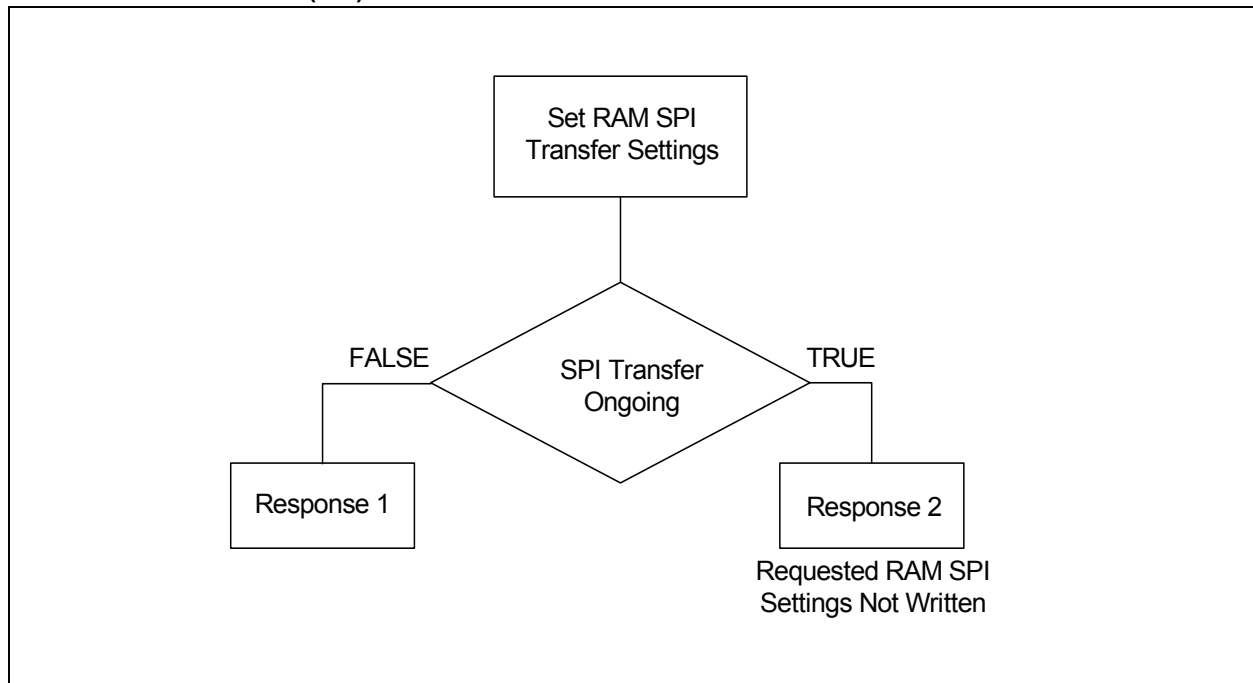 Set RAM SPI
Transfer Settings
FALSE
TRUE
SPI Transfer
Ongoing
Response 1
Response 2
Requested RAM SPI
Settings Not Written